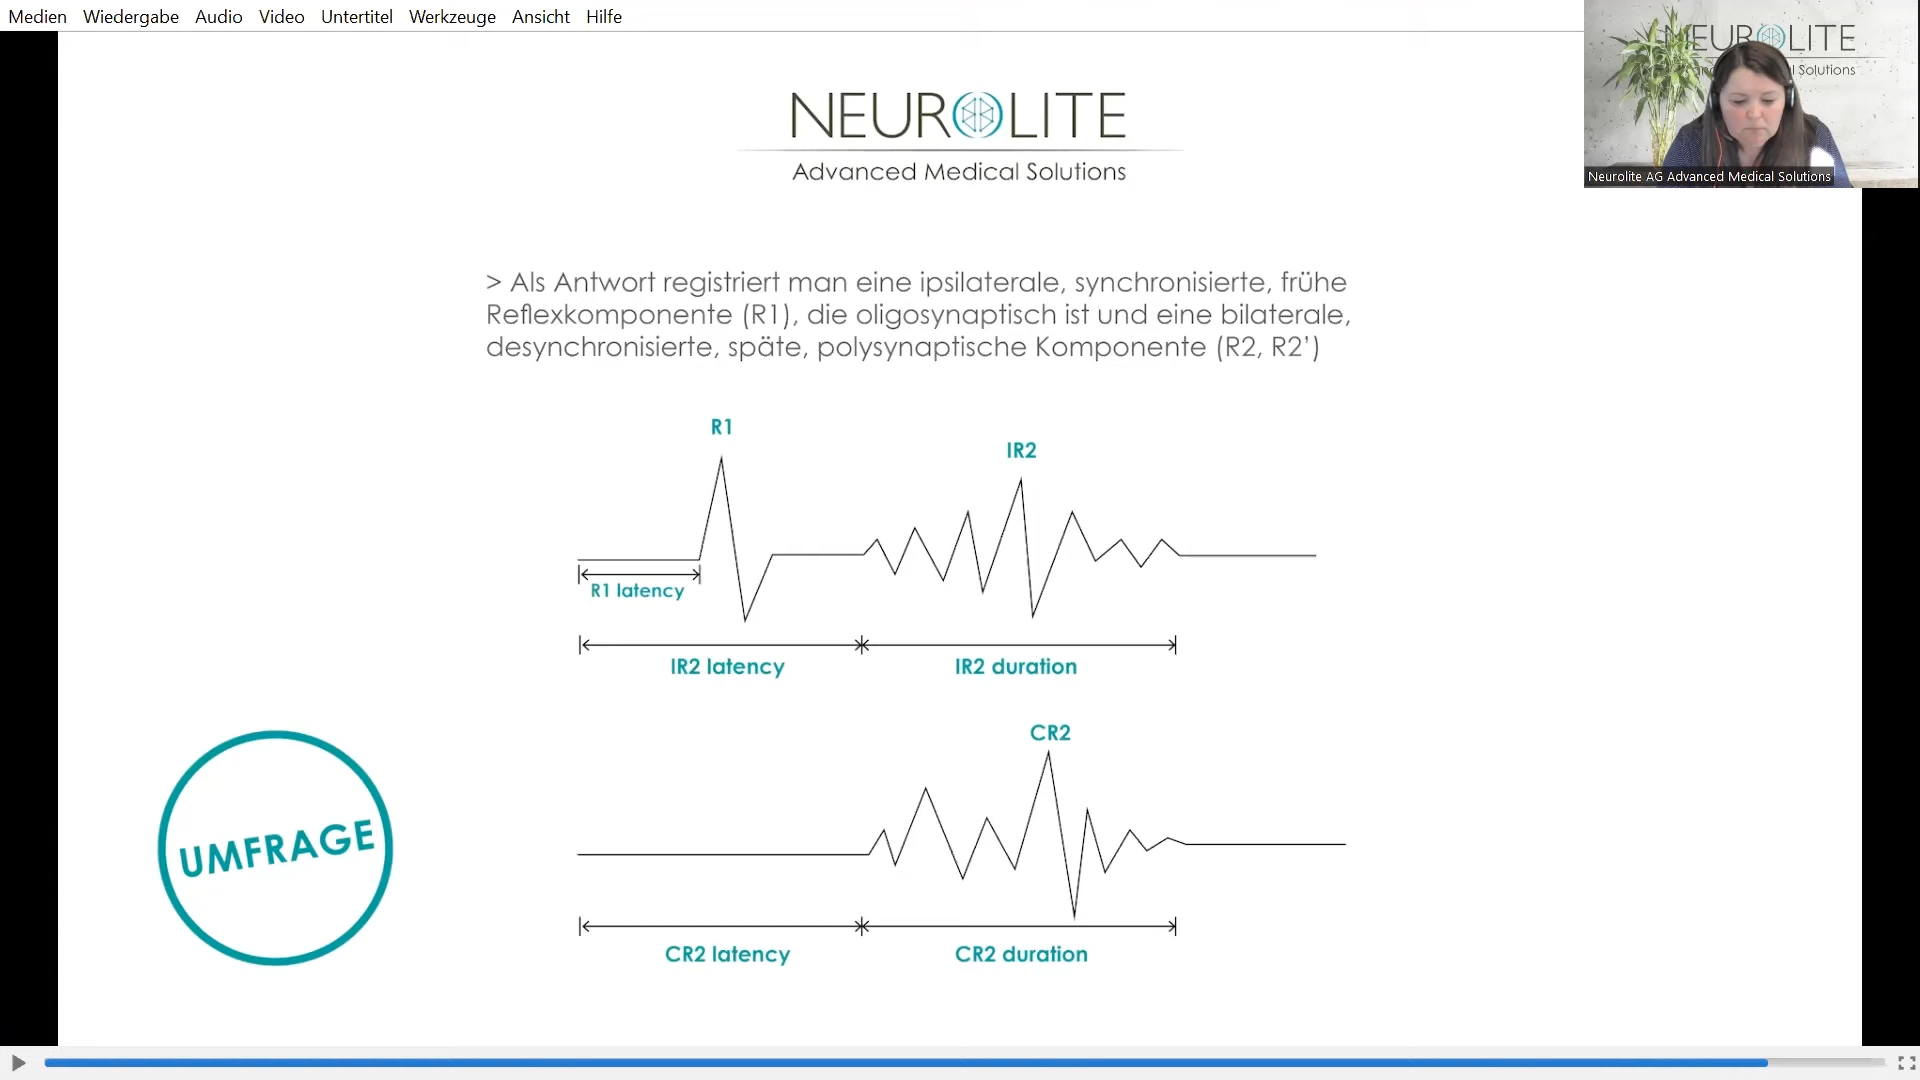 Medien Wiedergabe Audio Video Untertitel Werkzeuge Ansicht Hilfe
NEUROLITE
Solutions
Neurolite AG Advanced Medical Solutions
NEUROLITE
Advanced Medical Solutions
> Als Antwort registriert man eine ipsilaterale, synchronisierte, frühe
Reflexkomponente (R1), die oligosynaptisch ist und eine bilaterale,
desynchronisierte, späte, polysynaptische Komponente (R2, R2’)
R1
IR2
R1 latency
IR2 latency
IR2 duration
CR2
UMFRAGE
CR2 latency
CR2 duration